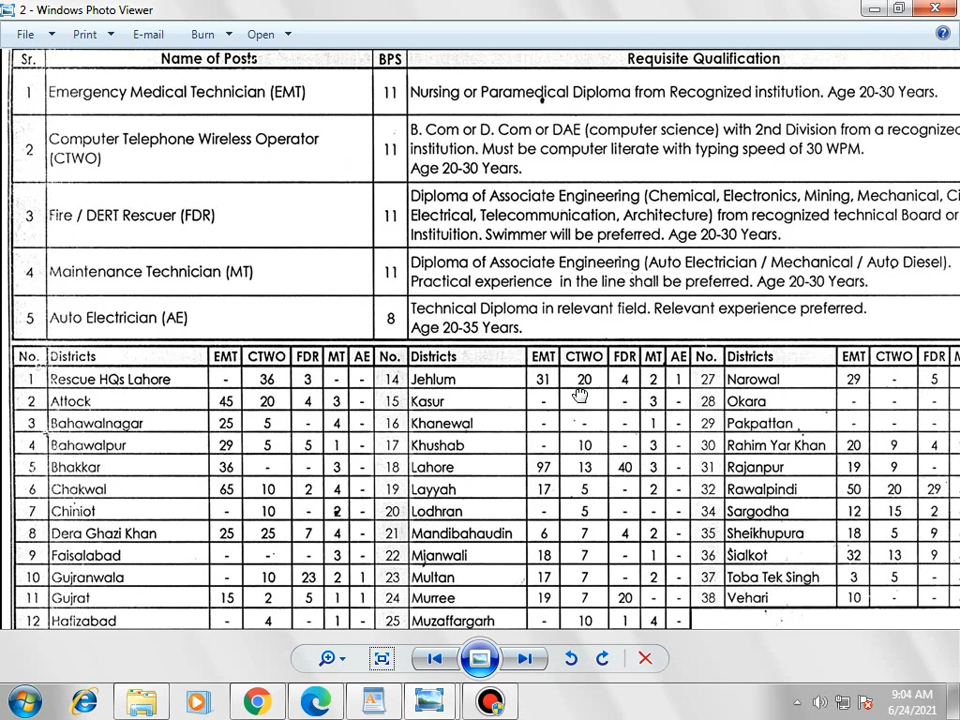 2 - Windows Photo Viewer
File Print E-mail Burn Open
Sr. Name of Posts BPS Requisite Qualification
1 Emergency Medical Technician (EMT) 11 Nursing or Paramedical Diploma from Recognized institution. Age 20-30 Years.
2 Computer Telephone Wireless Operator (CTWO) 11 B. Com or D. Com or DAE (computer science) with 2nd Division from a recognized
institution. Must be computer literate with typing speed of 30 WPM.
Age 20-30 Years.
3 Fire / DERT Rescuer (FDR) 11 Diploma of Associate Engineering (Chemical, Electronics, Mining, Mechanical, Ci
Electrical, Telecommunication, Architecture) from recognized technical Board or
Instituition. Swimmer will be preferred. Age 20-30 Years.
4 Maintenance Technician (MT) 11 Diploma of Associate Engineering (Auto Electrician / Mechanical / Auto Diesel).
Practical experience in the line shall be preferred. Age 20-30 Years.
5 Auto Electrician (AE) 8 Technical Diploma in relevant field. Relevant experience preferred.
Age 20-35 Years.
No. Districts EMT CTWO FDR MT AE No. Districts EMT CTWO FDR MT AE No. Districts EMT CTWO FDR M
1 Rescue HQs Lahore - 36 3 - - 14 Jehlum 31 20 4 2 1 27 Narowal 29 - 5
2 Attock 45 20 4 3 - 15 Kasur - - - 3 - 28 Okara - - -
3 Bahawalnagar 25 5 - 4 - 16 Khanewal - - - 1 - 29 Pakpattan - - -
4 Bahawalpur 29 5 5 1 - 17 Khushab - 10 - 3 - 30 Rahim Yar Khan 20 9 4
5 Bhakkar 36 - - 3 - 18 Lahore 97 13 40 3 - 31 Rajanpur 19 9 -
6 Chakwal 65 10 2 4 - 19 Layyah 17 5 - 2 - 32 Rawalpindi 50 20 29
7 Chiniot - 10 - 2 - 20 Lodhran - 5 - - - 34 Sargodha 12 15 2
8 Dera Ghazi Khan 25 25 7 4 - 21 Mandibahaudin 6 7 4 2 - 35 Sheikhupura 18 5 9
9 Faisalabad - - - 3 - 22 Mianwali 18 7 - 1 - 36 Sialkot 32 13 9
10 Gujranwala - 10 23 2 1 23 Multan 17 7 - 2 - 37 Toba Tek Singh 3 5 -
11 Gujrat 15 2 5 1 1 24 Murree 19 7 20 - - 38 Vehari 10 - -
12 Hafizabad - 4 - 1 - 25 Muzaffargarh - 10 1 4 -
9:04 AM
6/24/2021